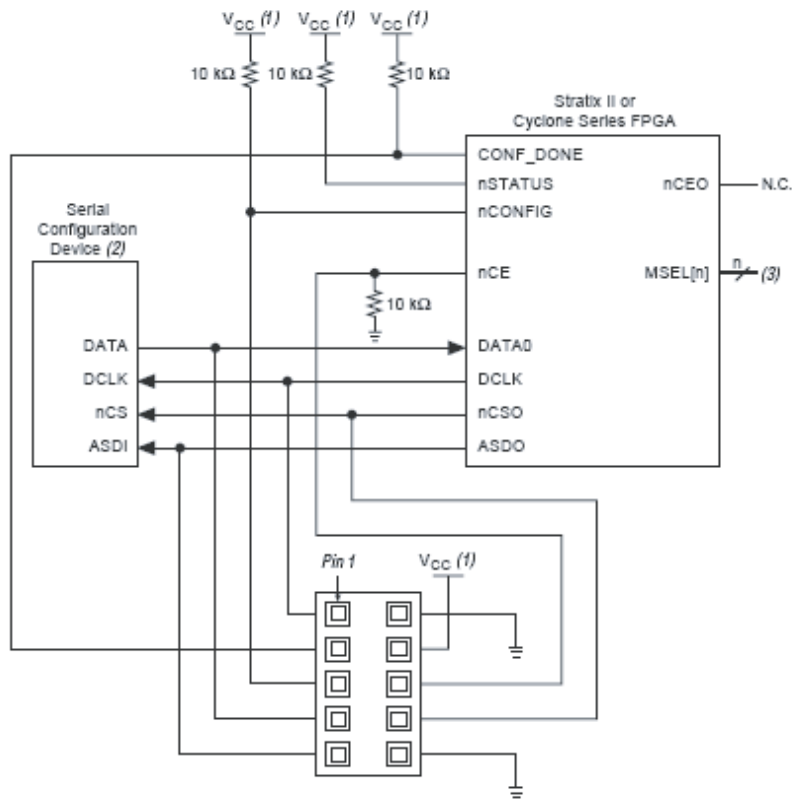 VCC (1) VCC (1) VCC (1)
10 kΩ 10 kΩ 10 kΩ
Stratix II or
Cyclone Series FPGA
CONF_DONE
nSTATUS nCEO N.C.
nCONFIG
Serial
Configuration
Device (2)
nCE MSEL[n] n (3)
10 kΩ
DATA DATA0
DCLK DCLK
nCS nCSO
ASDI ASDO
Pin 1 VCC (1)